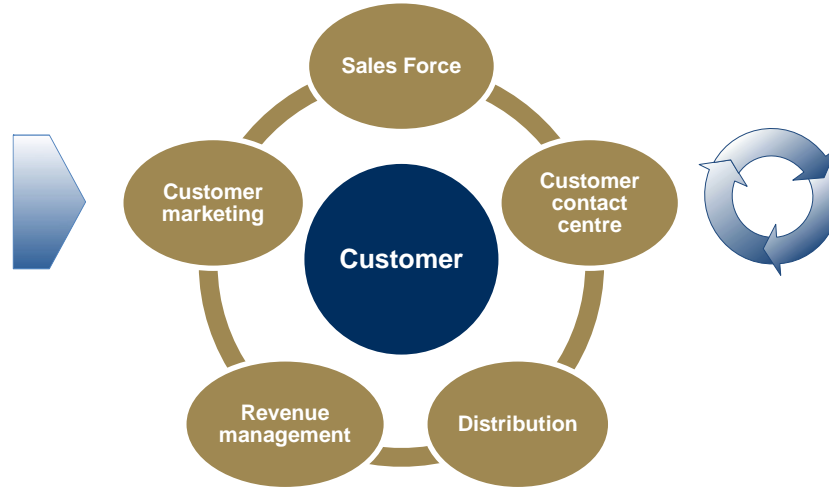 Sales Force
Customer
marketing
Customer
contact
centre
Customer
Revenue
management
Distribution